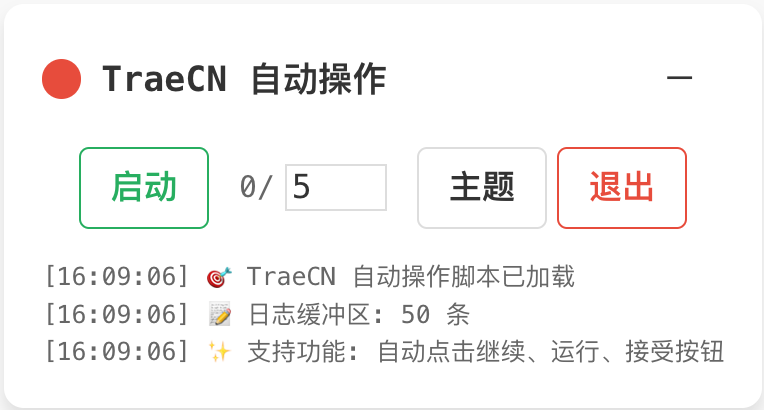 TraeCN 自动操作 —
启动 0/ 5 主题 退出
[16:09:06] 🎯 TraeCN 自动操作脚本已加载
[16:09:06] 📝 日志缓冲区: 50 条
[16:09:06] ✨ 支持功能: 自动点击继续、运行、接受按钮